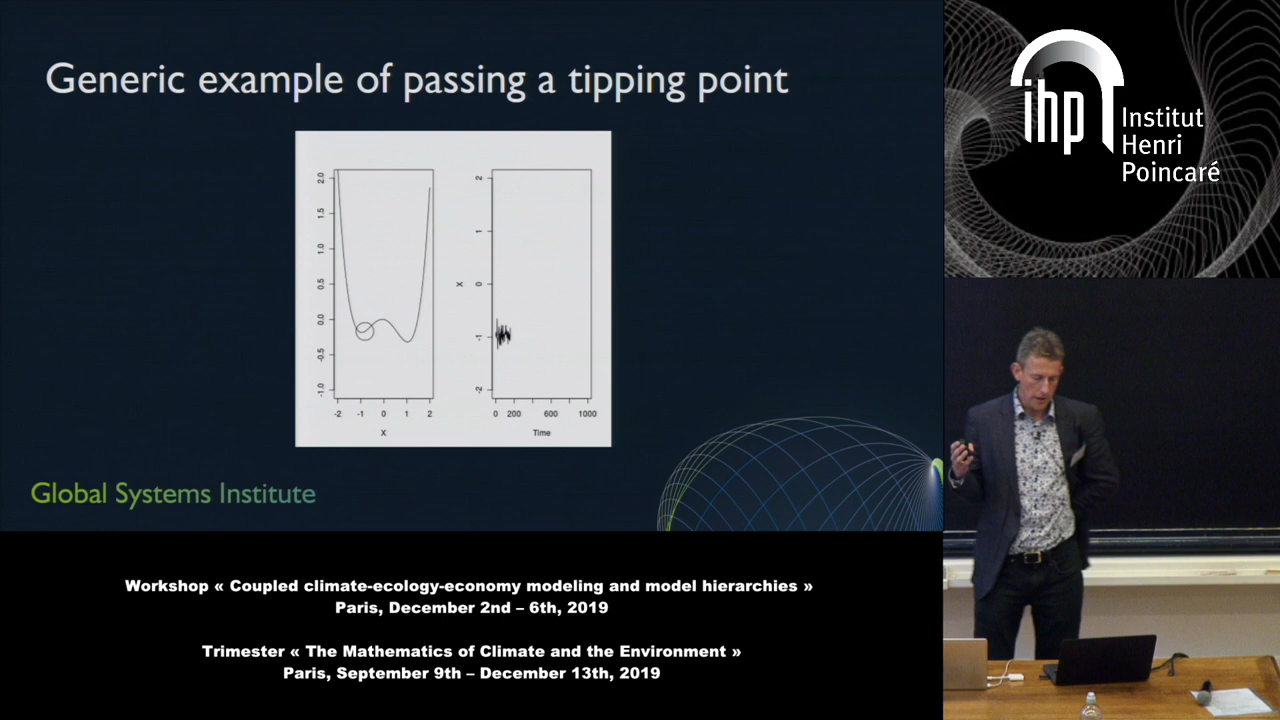 Generic example of passing a tipping point
2.0
1.5
1.0
0.5
0.0
-0.5
-1.0
-2 -1 0 1 2
X
2
1
0
-1
-2
X
0 200 600 1000
Time
Global Systems Institute
ihp
Institut
Henri
Poincaré
Workshop « Coupled climate-ecology-economy modeling and model hierarchies »
Paris, December 2nd – 6th, 2019
Trimester « The Mathematics of Climate and the Environment »
Paris, September 9th – December 13th, 2019